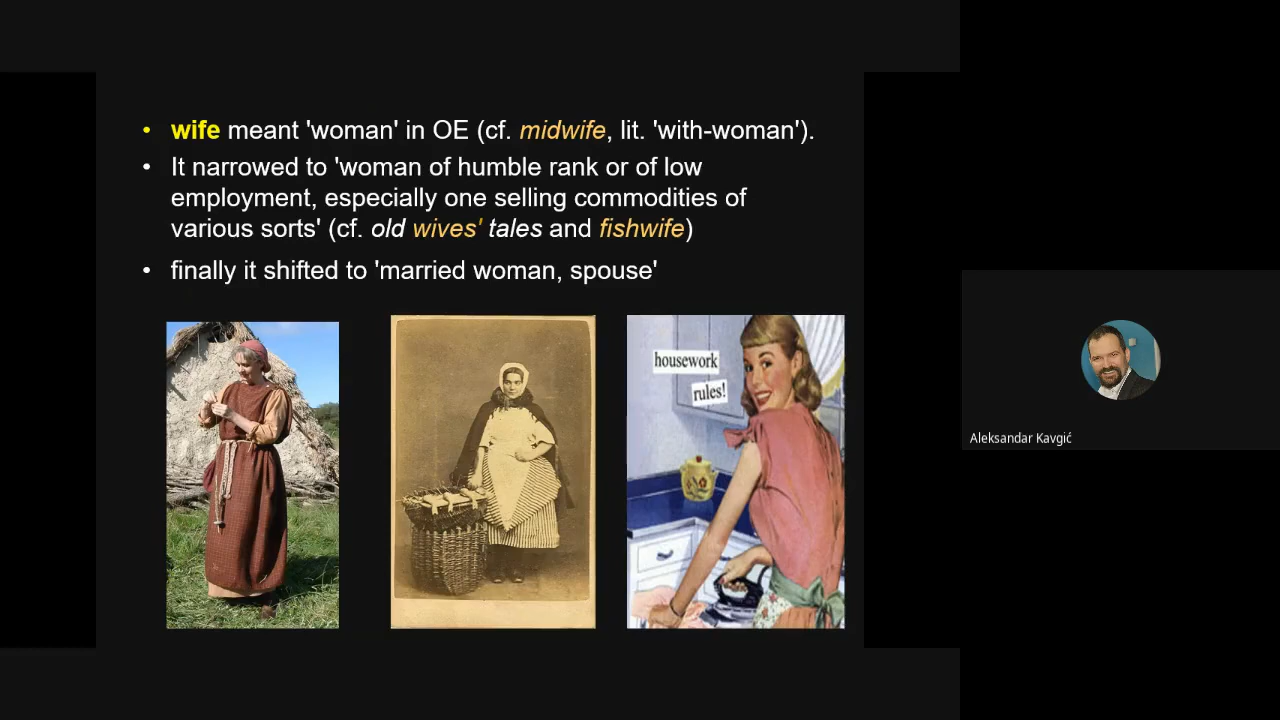 • wife meant 'woman' in OE (cf. midwife, lit. 'with-woman').
• It narrowed to 'woman of humble rank or of low
employment, especially one selling commodities of
various sorts' (cf. old wives' tales and fishwife)
• finally it shifted to 'married woman, spouse'
housework
rules!
Aleksandar Kavgić